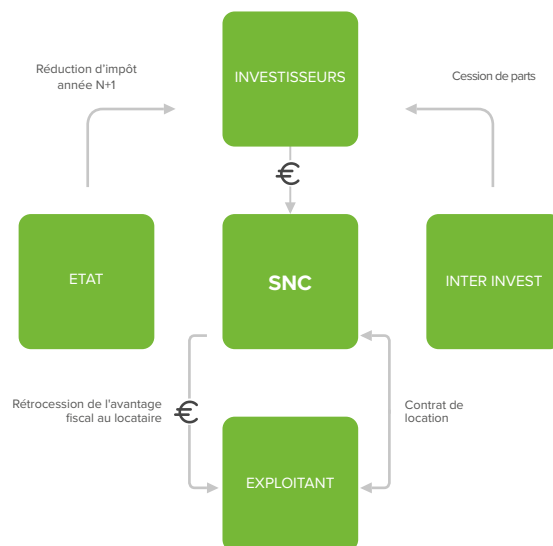 Réduction d’impôt
année N+1
INVESTISSEURS
Cession de parts
€
ETAT
SNC
INTER INVEST
Rétrocession de l'avantage
fiscal au locataire
€
Contrat de
location
EXPLOITANT